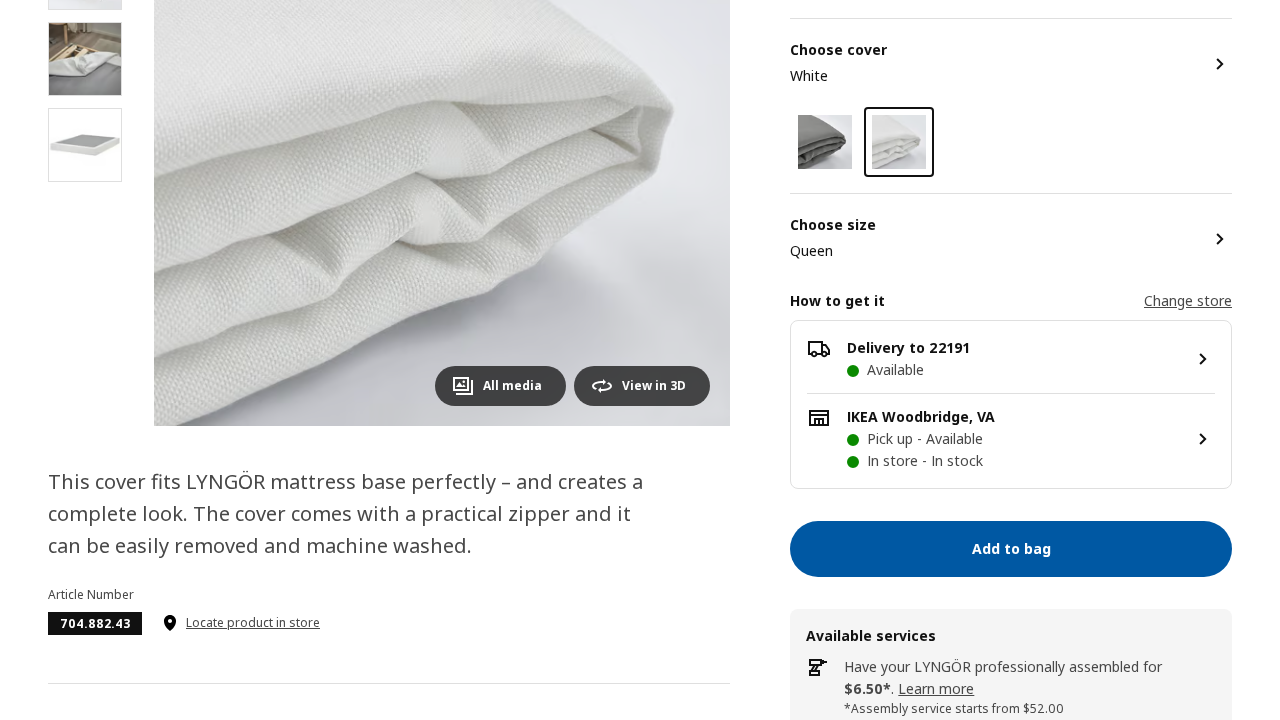 All media
View in 3D
This cover fits LYNGÖR mattress base perfectly – and creates a
complete look. The cover comes with a practical zipper and it
can be easily removed and machine washed.
Article Number
704.882.43
Locate product in store
Choose cover
White
Choose size
Queen
How to get it
Change store
Delivery to 22191
Available
IKEA Woodbridge, VA
Pick up - Available
In store - In stock
Add to bag
Available services
Have your LYNGÖR professionally assembled for
$6.50*. Learn more
*Assembly service starts from $52.00